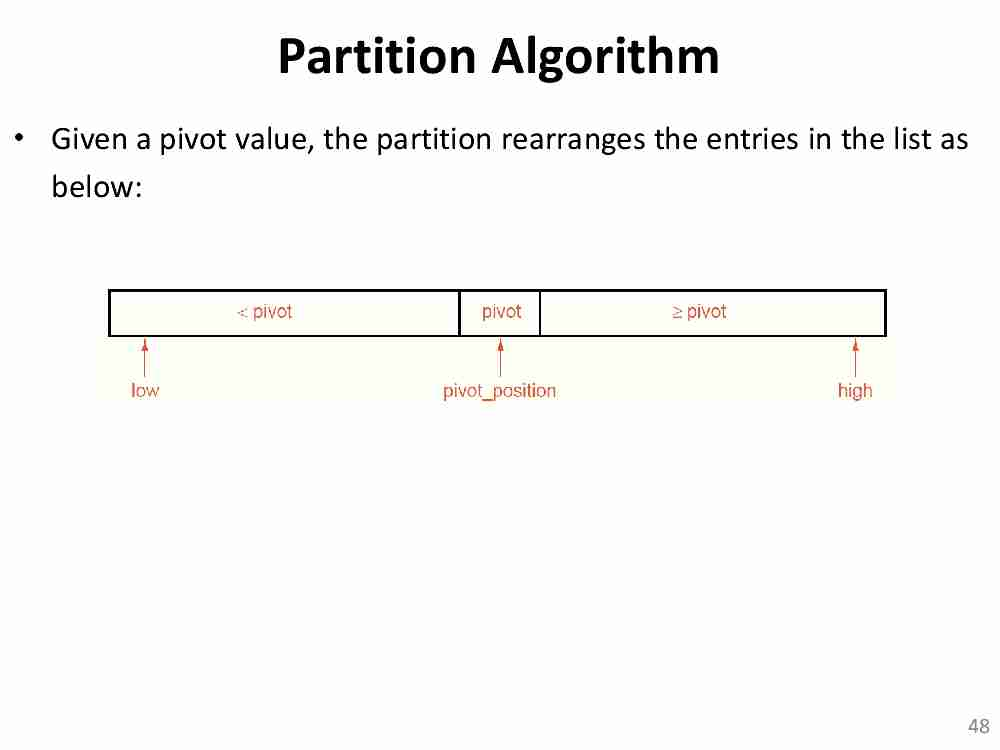 Partition Algorithm
• Given a pivot value, the partition rearranges the entries in the list as
below:
< pivot pivot ≥ pivot
low pivot_position high
48